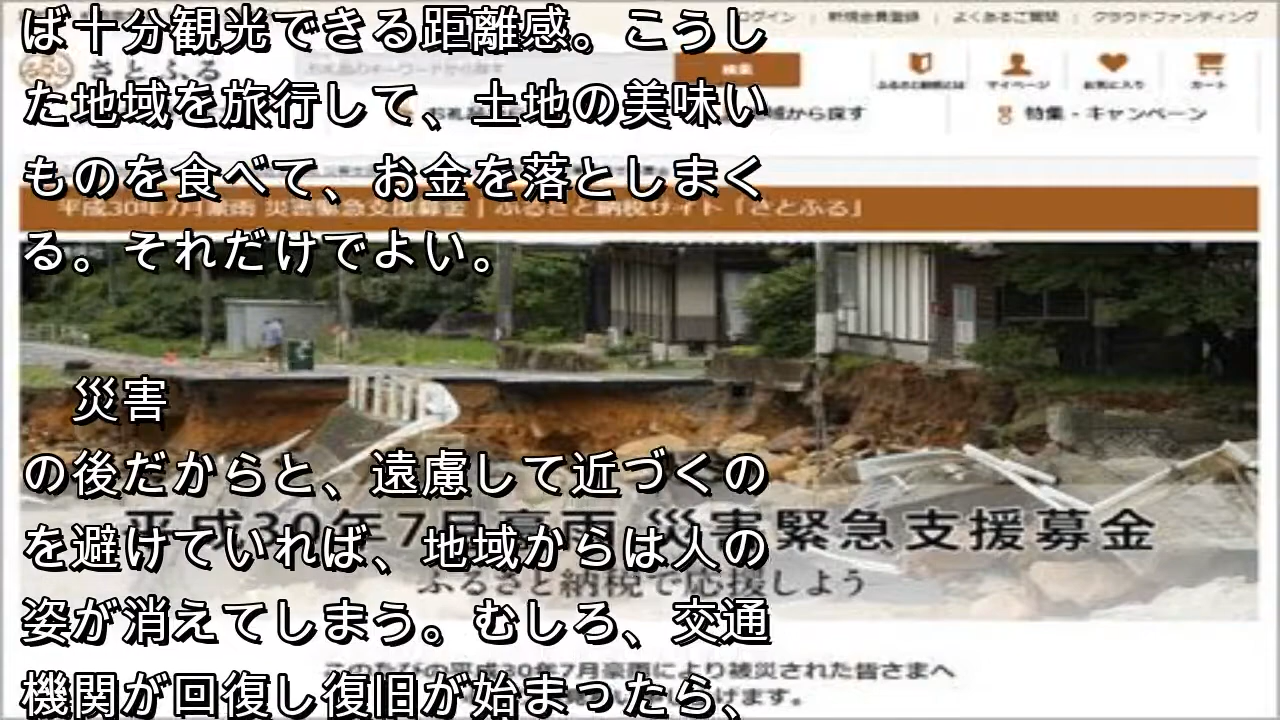 ば十分観光できる距離感。こうし
た地域を旅行して、土地の美味い
ものを食べて、お金を落としまく
る。それだけでよい。
災害
の後だからと、遠慮して近づくの
を避けていれば、地域からは人の
姿が消えてしまう。むしろ、交通
機関が回復し復旧が始まったら、
ログイン | 新規会員登録 | よくあるご質問 | クラウドファンディング
さとふる
検索
マイページ
お気に入り
カート
特集・キャンペーン
平成30年7月豪雨 災害緊急支援募金 | ふるさと納税サイト「さとふる」
平成30年7月豪雨 災害緊急支援募金
ふるさと納税で応援しよう
このたびの平成30年7月豪雨により被災された皆さまへ